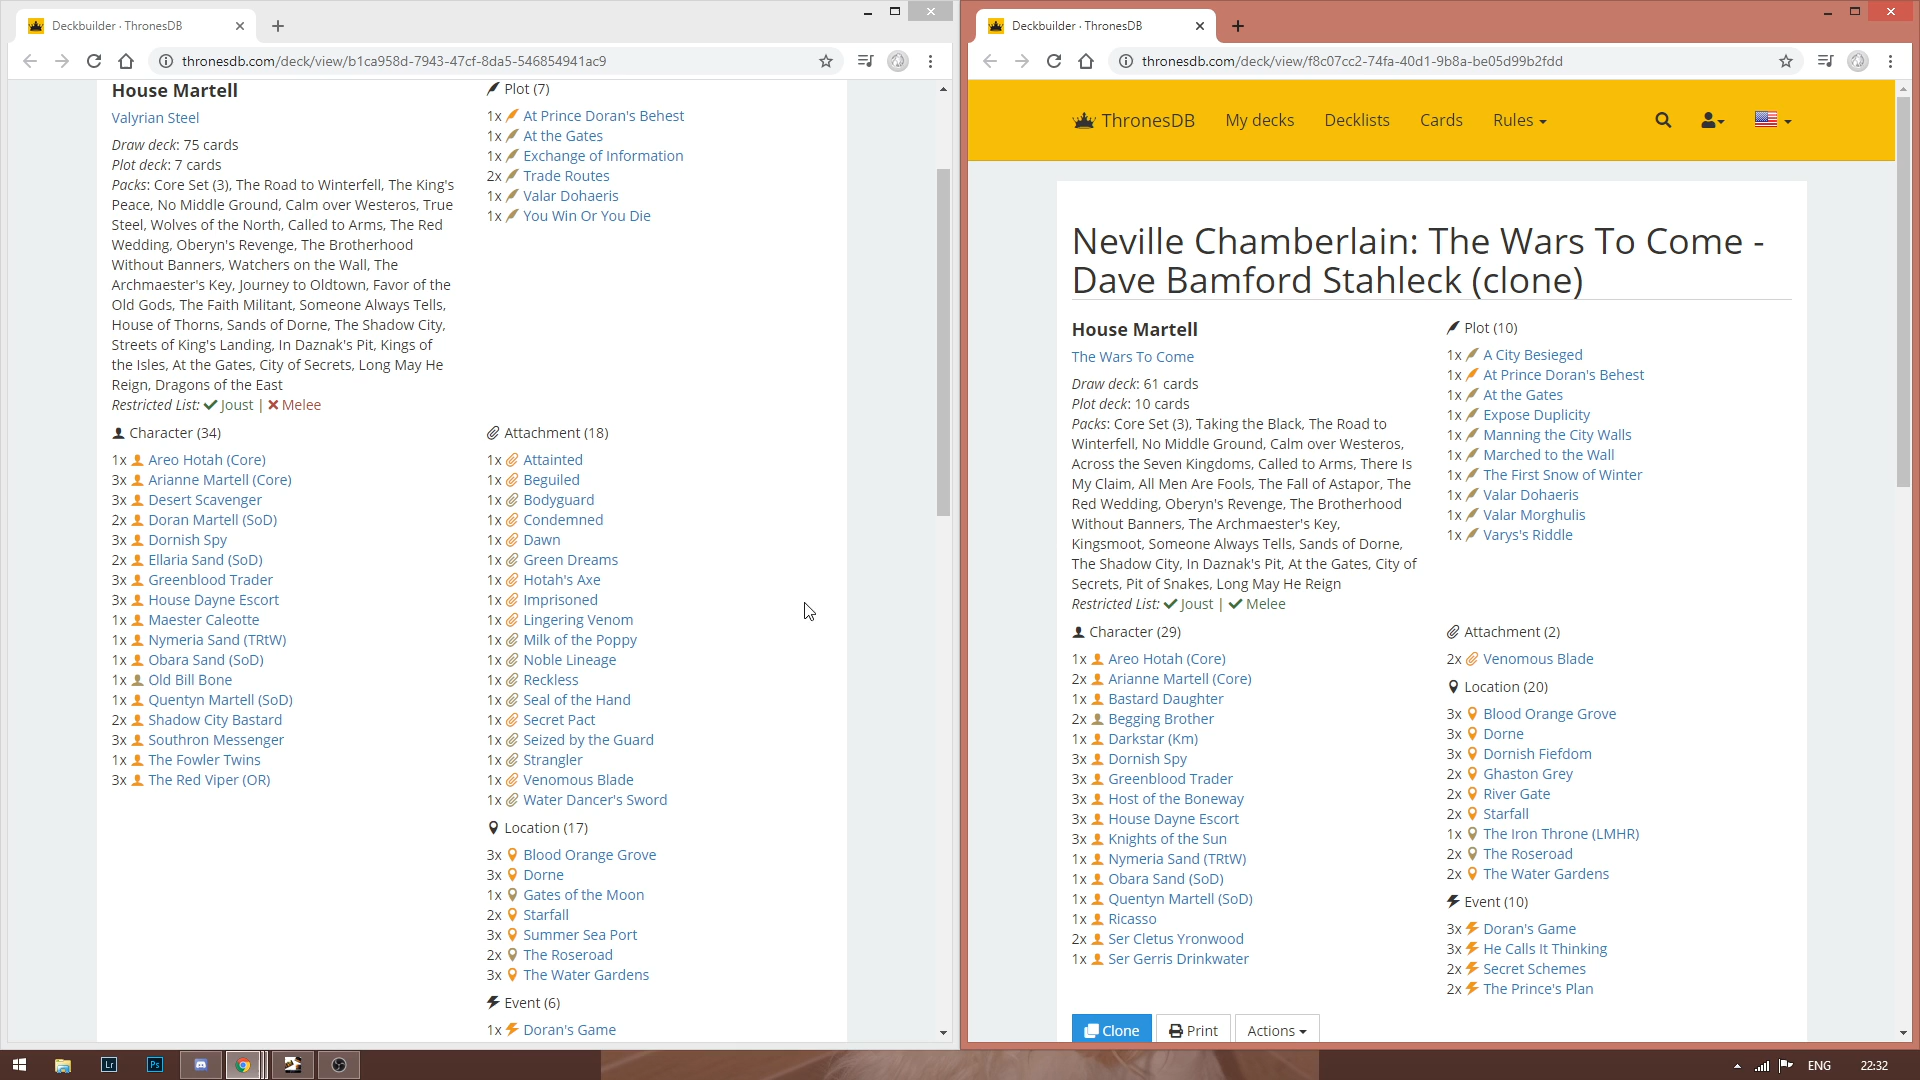 Deckbuilder · ThronesDB
thronesdb.com/deck/view/b1ca958d-7943-47cf-8da5-546854941ac9
House Martell
Valyrian Steel
Draw deck: 75 cards
Plot deck: 7 cards
Packs: Core Set (3), The Road to Winterfell, The King's
Peace, No Middle Ground, Calm over Westeros, True
Steel, Wolves of the North, Called to Arms, The Red
Wedding, Oberyn's Revenge, The Brotherhood
Without Banners, Watchers on the Wall, The
Archmaester's Key, Journey to Oldtown, Favor of the
Old Gods, The Faith Militant, Someone Always Tells,
House of Thorns, Sands of Dorne, The Shadow City,
Streets of King's Landing, In Daznak's Pit, Kings of
the Isles, At the Gates, City of Secrets, Long May He
Reign, Dragons of the East
Restricted List: Joust | Melee
Plot (7)
1x At Prince Doran's Behest
1x At the Gates
1x Exchange of Information
2x Trade Routes
1x Valar Dohaeris
1x You Win Or You Die
Character (34)
1x Areo Hotah (Core)
3x Arianne Martell (Core)
3x Desert Scavenger
2x Doran Martell (SoD)
3x Dornish Spy
2x Ellaria Sand (SoD)
3x Greenblood Trader
3x House Dayne Escort
1x Maester Caleotte
1x Nymeria Sand (TRtW)
1x Obara Sand (SoD)
1x Old Bill Bone
1x Quentyn Martell (SoD)
2x Shadow City Bastard
3x Southron Messenger
1x The Fowler Twins
3x The Red Viper (OR)
Attachment (18)
1x Attainted
1x Beguiled
1x Bodyguard
1x Condemned
1x Dawn
1x Green Dreams
1x Hotah's Axe
1x Imprisoned
1x Lingering Venom
1x Milk of the Poppy
1x Noble Lineage
1x Reckless
1x Seal of the Hand
1x Secret Pact
1x Seized by the Guard
1x Strangler
1x Venomous Blade
1x Water Dancer's Sword
Location (17)
3x Blood Orange Grove
3x Dorne
1x Gates of the Moon
2x Starfall
3x Summer Sea Port
2x The Roseroad
3x The Water Gardens
Event (6)
1x Doran's Game
Deckbuilder · ThronesDB
thronesdb.com/deck/view/f8c07cc2-74fa-40d1-9b8a-be05d99b2fdd
ThronesDB My decks Decklists Cards Rules
Neville Chamberlain: The Wars To Come -
Dave Bamford Stahleck (clone)
House Martell
The Wars To Come
Draw deck: 61 cards
Plot deck: 10 cards
Packs: Core Set (3), Taking the Black, The Road to
Winterfell, No Middle Ground, Calm over Westeros,
Across the Seven Kingdoms, Called to Arms, There Is
My Claim, All Men Are Fools, The Fall of Astapor, The
Red Wedding, Oberyn's Revenge, The Brotherhood
Without Banners, The Archmaester's Key,
Kingsmoot, Someone Always Tells, Sands of Dorne,
The Shadow City, In Daznak's Pit, At the Gates, City of
Secrets, Pit of Snakes, Long May He Reign
Restricted List: Joust | Melee
Plot (10)
1x A City Besieged
1x At Prince Doran's Behest
1x At the Gates
1x Expose Duplicity
1x Manning the City Walls
1x Marched to the Wall
1x The First Snow of Winter
1x Valar Dohaeris
1x Valar Morghulis
1x Varys's Riddle
Character (29)
1x Areo Hotah (Core)
2x Arianne Martell (Core)
1x Bastard Daughter
2x Begging Brother
1x Darkstar (Km)
3x Dornish Spy
3x Greenblood Trader
3x Host of the Boneway
3x House Dayne Escort
3x Knights of the Sun
1x Nymeria Sand (TRtW)
1x Obara Sand (SoD)
1x Quentyn Martell (SoD)
1x Ricasso
2x Ser Cletus Yronwood
1x Ser Gerris Drinkwater
Attachment (2)
2x Venomous Blade
Location (20)
3x Blood Orange Grove
3x Dorne
3x Dornish Fiefdom
2x Ghaston Grey
2x River Gate
2x Starfall
1x The Iron Throne (LMHR)
2x The Roseroad
2x The Water Gardens
Event (10)
3x Doran's Game
3x He Calls It Thinking
2x Secret Schemes
2x The Prince's Plan
Clone Print Actions
Lr Ps ENG 22:32